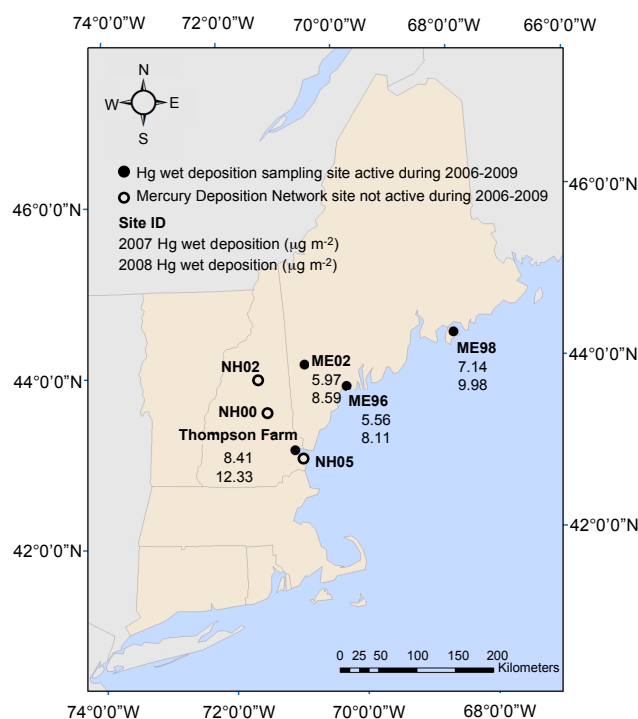 74°0'0"W 72°0'0"W 70°0'0"W 68°0'0"W 66°0'0"W
N
W E
S
Hg wet deposition sampling site active during 2006-2009
Mercury Deposition Network site not active during 2006-2009
Site ID
2007 Hg wet deposition (µg m-2)
2008 Hg wet deposition (µg m-2)
46°0'0"N
46°0'0"N
44°0'0"N
44°0'0"N
42°0'0"N
42°0'0"N
ME98
7.14
9.98
ME02
5.97
8.59
ME96
5.56
8.11
NH02
NH00
Thompson Farm
8.41
12.33
NH05
0 25 50 100 150 200
Kilometers
74°0'0"W 72°0'0"W 70°0'0"W 68°0'0"W